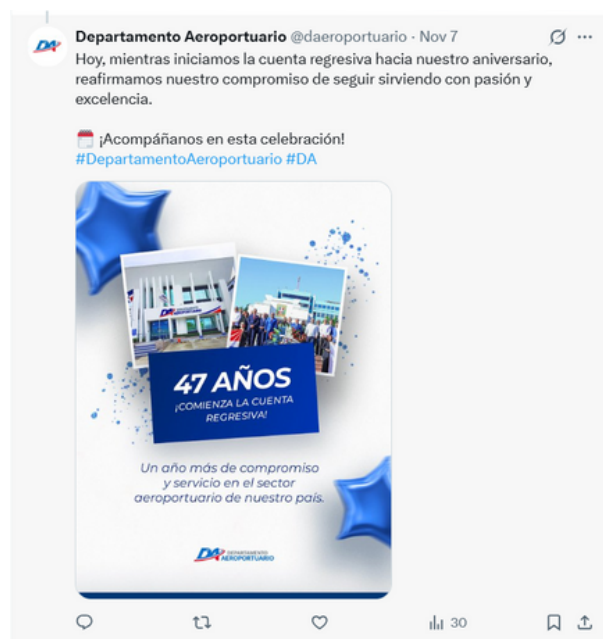 Departamento Aeroportuario @daeroportuario · Nov 7
Hoy, mientras iniciamos la cuenta regresiva hacia nuestro aniversario,
reafirmamos nuestro compromiso de seguir sirviendo con pasión y
excelencia.
¡Acompáñanos en esta celebración!
#DepartamentoAeroportuario #DA
DA DEPARTAMENTO AEROPORTUARIO
47 AÑOS
¡COMIENZA LA CUENTA
REGRESIVA!
Un año más de compromiso
y servicio en el sector
aeroportuario de nuestro país.
DA DEPARTAMENTO
AEROPORTUARIO
30